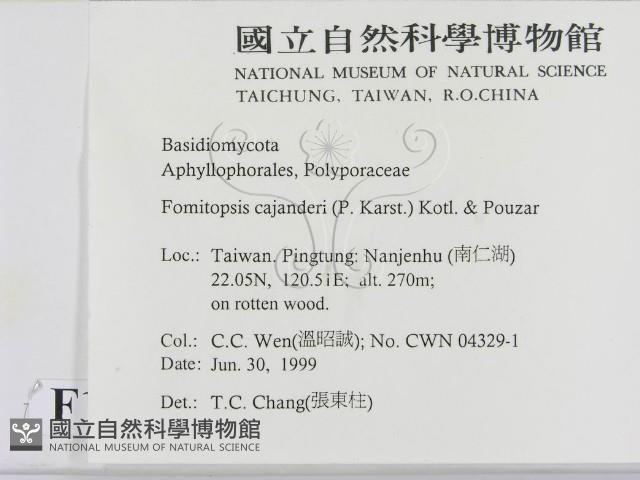 國立自然科學博物館
NATIONAL MUSEUM OF NATURAL SCIENCE
TAICHUNG, TAIWAN, R.O.CHINA
Basidiomycota
Aphyllophorales, Polyporaceae
Fomitopsis cajanderi (P. Karst.) Kotl. & Pouzar
Loc.: Taiwan. Pingtung: Nanjenhu (南仁湖)
22.05N, 120.51E; alt. 270m;
on rotten wood.
Col.: C.C. Wen(溫昭誠); No. CWN 04329-1
Date: Jun. 30, 1999
Det.: T.C. Chang(張東柱)
國立自然科學博物館
NATIONAL MUSEUM OF NATURAL SCIENCE